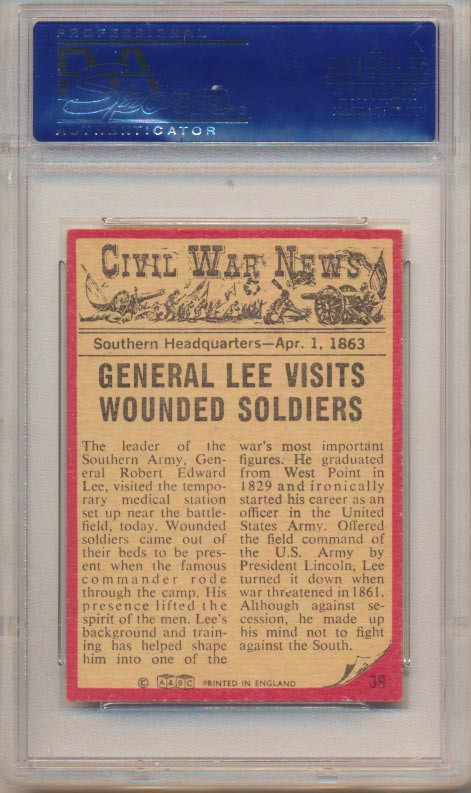 PROFESSIONAL
PSA
Sports
AUTHENTICATOR
A
DIVISION OF
COLLECTORS
UNIVERSE
CIVIL WAR NEWS
Southern Headquarters—Apr. 1, 1863
GENERAL LEE VISITS
WOUNDED SOLDIERS
The leader of the
Southern Army, Gen-
eral Robert Edward
Lee, visited the tempo-
rary medical station
set up near the battle-
field, today. Wounded
soldiers came out of
their beds to be pres-
ent when the famous
commander rode
through the camp. His
presence lifted the
spirit of the men. Lee's
background and train-
ing has helped shape
him into one of the
war's most important
figures. He graduated
from West Point in
1829 and ironically
started his career as an
officer in the United
States Army. Offered
the field command of
the U.S. Army by
President Lincoln, Lee
turned it down when
war threatened in 1861.
Although against se-
cession, he made up
his mind not to fight
against the South.
© A&BC PRINTED IN ENGLAND
38